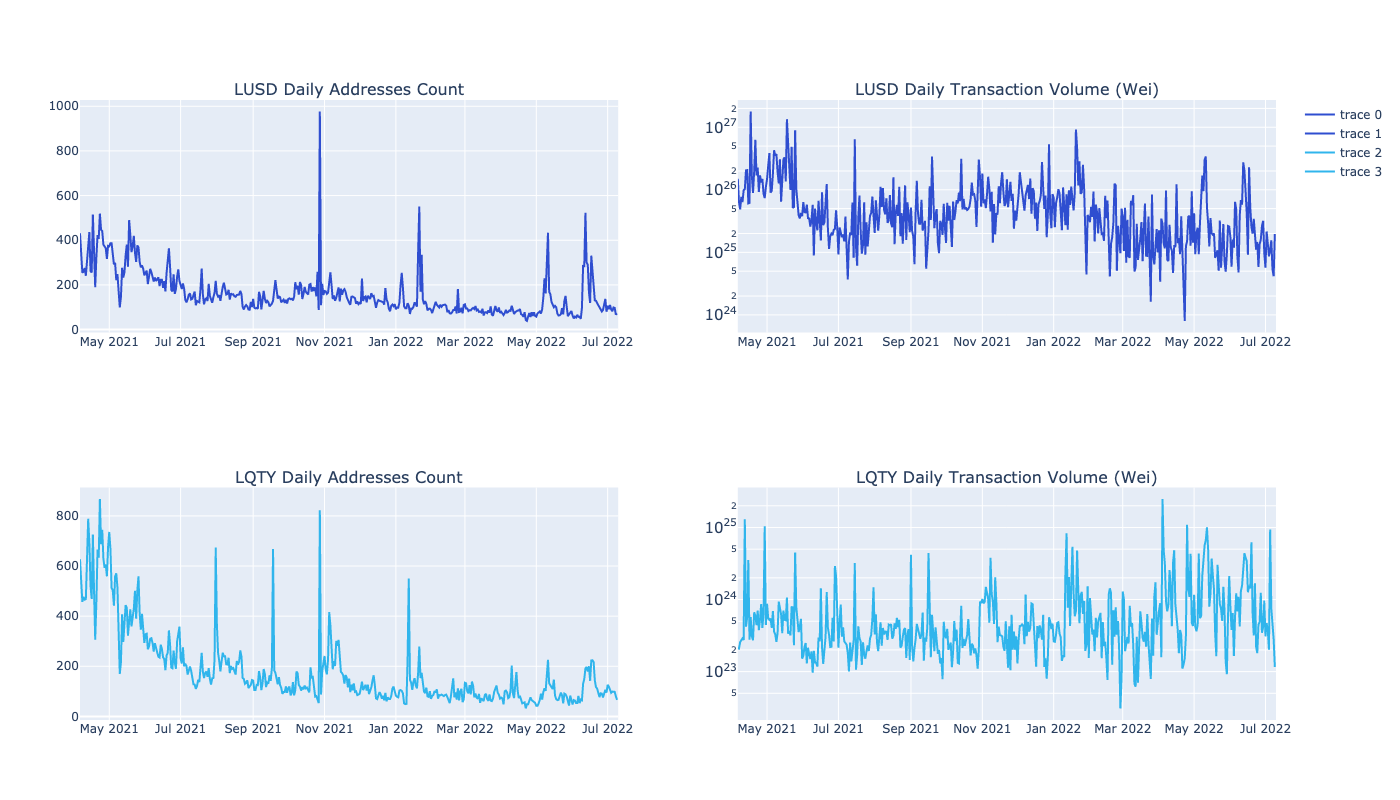 LUSD Daily Addresses Count
1000
800
600
400
200
0
May 2021 Jul 2021 Sep 2021 Nov 2021 Jan 2022 Mar 2022 May 2022 Jul 2022
LUSD Daily Transaction Volume (Wei)
2
10^27
5
2
10^26
5
2
10^25
5
2
10^24
May 2021 Jul 2021 Sep 2021 Nov 2021 Jan 2022 Mar 2022 May 2022 Jul 2022
trace 0
trace 1
trace 2
trace 3
LQTY Daily Addresses Count
800
600
400
200
0
May 2021 Jul 2021 Sep 2021 Nov 2021 Jan 2022 Mar 2022 May 2022 Jul 2022
LQTY Daily Transaction Volume (Wei)
2
10^25
5
2
10^24
5
2
10^23
5
May 2021 Jul 2021 Sep 2021 Nov 2021 Jan 2022 Mar 2022 May 2022 Jul 2022